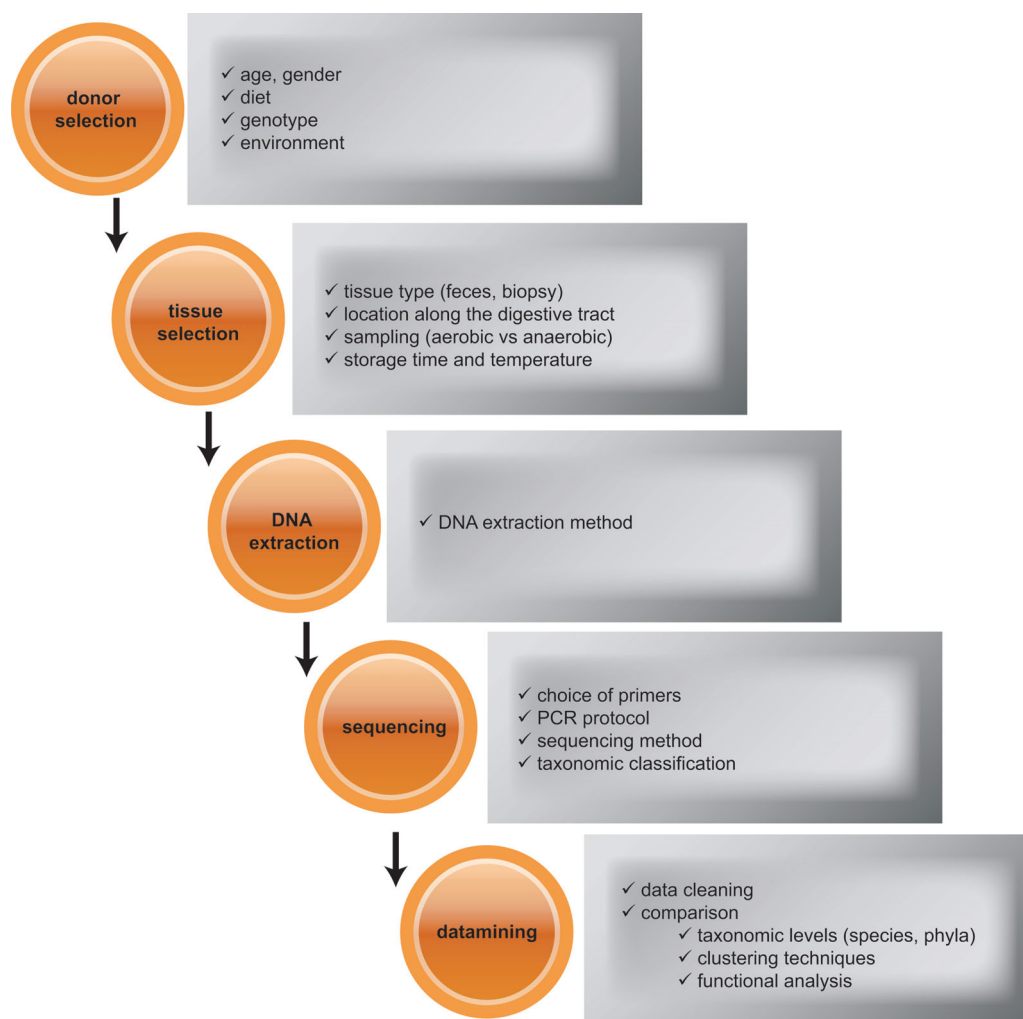 donor
selection
✓ age, gender
✓ diet
✓ genotype
✓ environment
tissue
selection
✓ tissue type (feces, biopsy)
✓ location along the digestive tract
✓ sampling (aerobic vs anaerobic)
✓ storage time and temperature
DNA
extraction
✓ DNA extraction method
sequencing
✓ choice of primers
✓ PCR protocol
✓ sequencing method
✓ taxonomic classification
datamining
✓ data cleaning
✓ comparison
✓ taxonomic levels (species, phyla)
✓ clustering techniques
✓ functional analysis